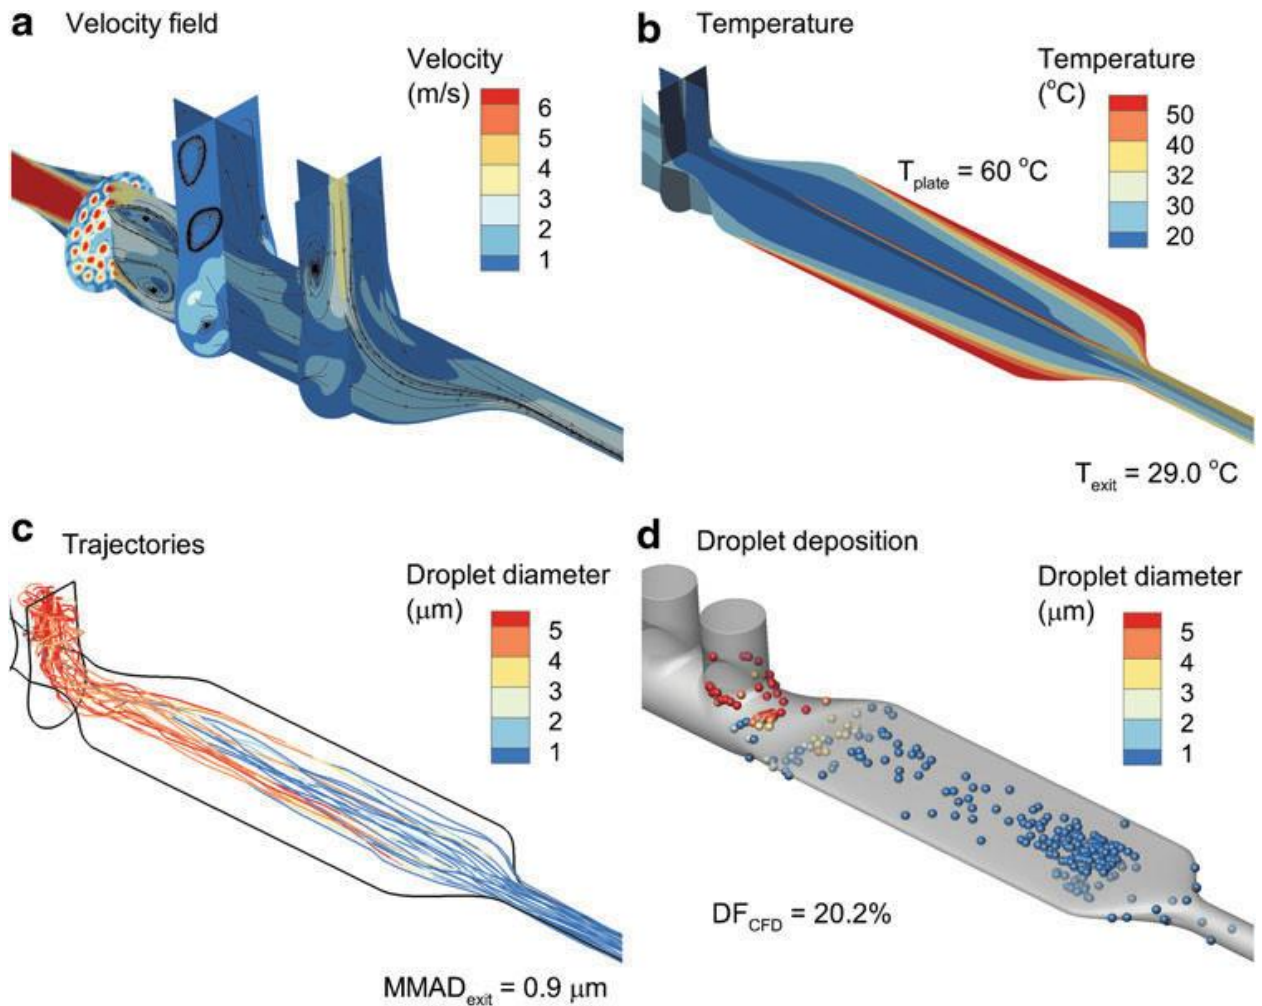 a Velocity field
Velocity
(m/s)
6
5
4
3
2
1
b Temperature
Temperature
(°C)
50
40
32
30
20
T_plate = 60 °C
T_exit = 29.0 °C
c Trajectories
Droplet diameter
(μm)
5
4
3
2
1
MMAD_exit = 0.9 μm
d Droplet deposition
Droplet diameter
(μm)
5
4
3
2
1
DF_CFD = 20.2%